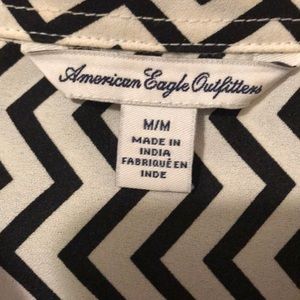 American Eagle Outfitters
M/M
MADE IN
INDIA
FABRIQUÉ EN
INDE